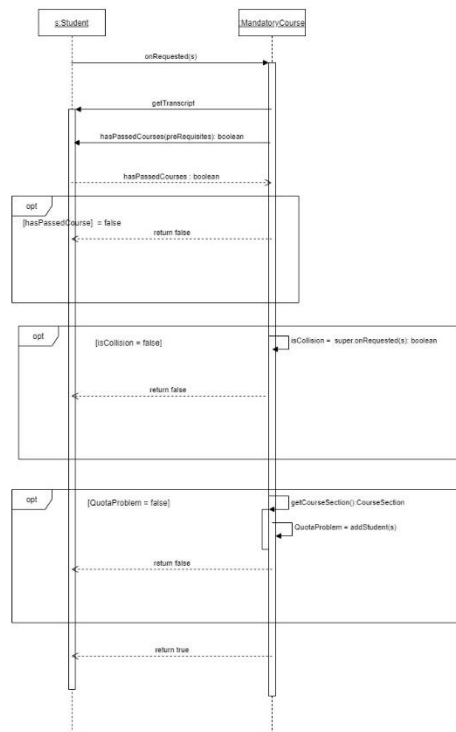 s:Student
:MandatoryCourse
onRequested(s)
getTranscript
hasPassedCourses(preRequisites): boolean
hasPassedCourses : boolean
opt
[hasPassedCourse] = false
return false
opt
[isCollision = false]
isCollision = super.onRequested(s): boolean
return false
opt
[QuotaProblem = false]
getCourseSection():CourseSection
QuotaProblem = addStudent(s)
return false
return true